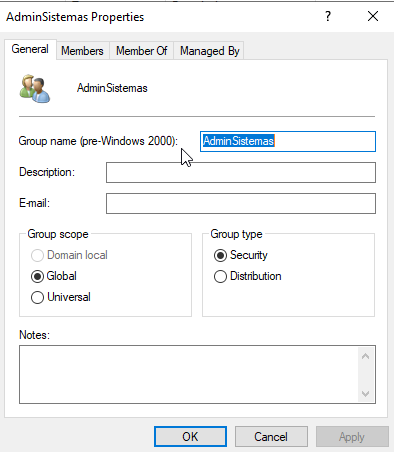 AdminSistemas Properties ? ×
General Members Member Of Managed By
AdminSistemas
Group name (pre-Windows 2000): AdminSistemas
Description:
E-mail:
Group scope Group type
Domain local Security
Global Distribution
Universal
Notes:
OK Cancel Apply